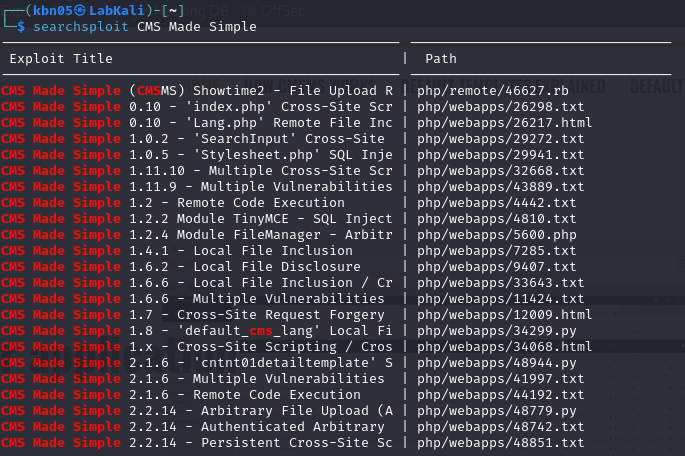 ┌──(kbn05㉿LabKali)-[~]
└─$ searchsploit CMS Made Simple
Exploit Title | Path
CMS Made Simple (CMSMS) Showtime2 - File Upload R | php/remote/46627.rb
CMS Made Simple 0.10 - 'index.php' Cross-Site Scr | php/webapps/26298.txt
CMS Made Simple 0.10 - 'Lang.php' Remote File Inc | php/webapps/26217.html
CMS Made Simple 1.0.2 - 'SearchInput' Cross-Site | php/webapps/29272.txt
CMS Made Simple 1.0.5 - 'Stylesheet.php' SQL Inje | php/webapps/29941.txt
CMS Made Simple 1.11.10 - Multiple Cross-Site Scr | php/webapps/32668.txt
CMS Made Simple 1.11.9 - Multiple Vulnerabilities | php/webapps/43889.txt
CMS Made Simple 1.2 - Remote Code Execution | php/webapps/4442.txt
CMS Made Simple 1.2.2 Module TinyMCE - SQL Inject | php/webapps/4810.txt
CMS Made Simple 1.2.4 Module FileManager - Arbitr | php/webapps/5600.php
CMS Made Simple 1.4.1 - Local File Inclusion | php/webapps/7285.txt
CMS Made Simple 1.6.2 - Local File Disclosure | php/webapps/9407.txt
CMS Made Simple 1.6.6 - Local File Inclusion / Cr | php/webapps/33643.txt
CMS Made Simple 1.6.6 - Multiple Vulnerabilities | php/webapps/11424.txt
CMS Made Simple 1.7 - Cross-Site Request Forgery | php/webapps/12009.html
CMS Made Simple 1.8 - 'default_cms_lang' Local Fi | php/webapps/34299.py
CMS Made Simple 1.x - Cross-Site Scripting / Cros | php/webapps/34068.html
CMS Made Simple 2.1.6 - 'cntnt01detailtemplate' S | php/webapps/48944.py
CMS Made Simple 2.1.6 - Multiple Vulnerabilities | php/webapps/41997.txt
CMS Made Simple 2.1.6 - Remote Code Execution | php/webapps/44192.txt
CMS Made Simple 2.2.14 - Arbitrary File Upload (A | php/webapps/48779.py
CMS Made Simple 2.2.14 - Authenticated Arbitrary | php/webapps/48742.txt
CMS Made Simple 2.2.14 - Persistent Cross-Site Sc | php/webapps/48851.txt